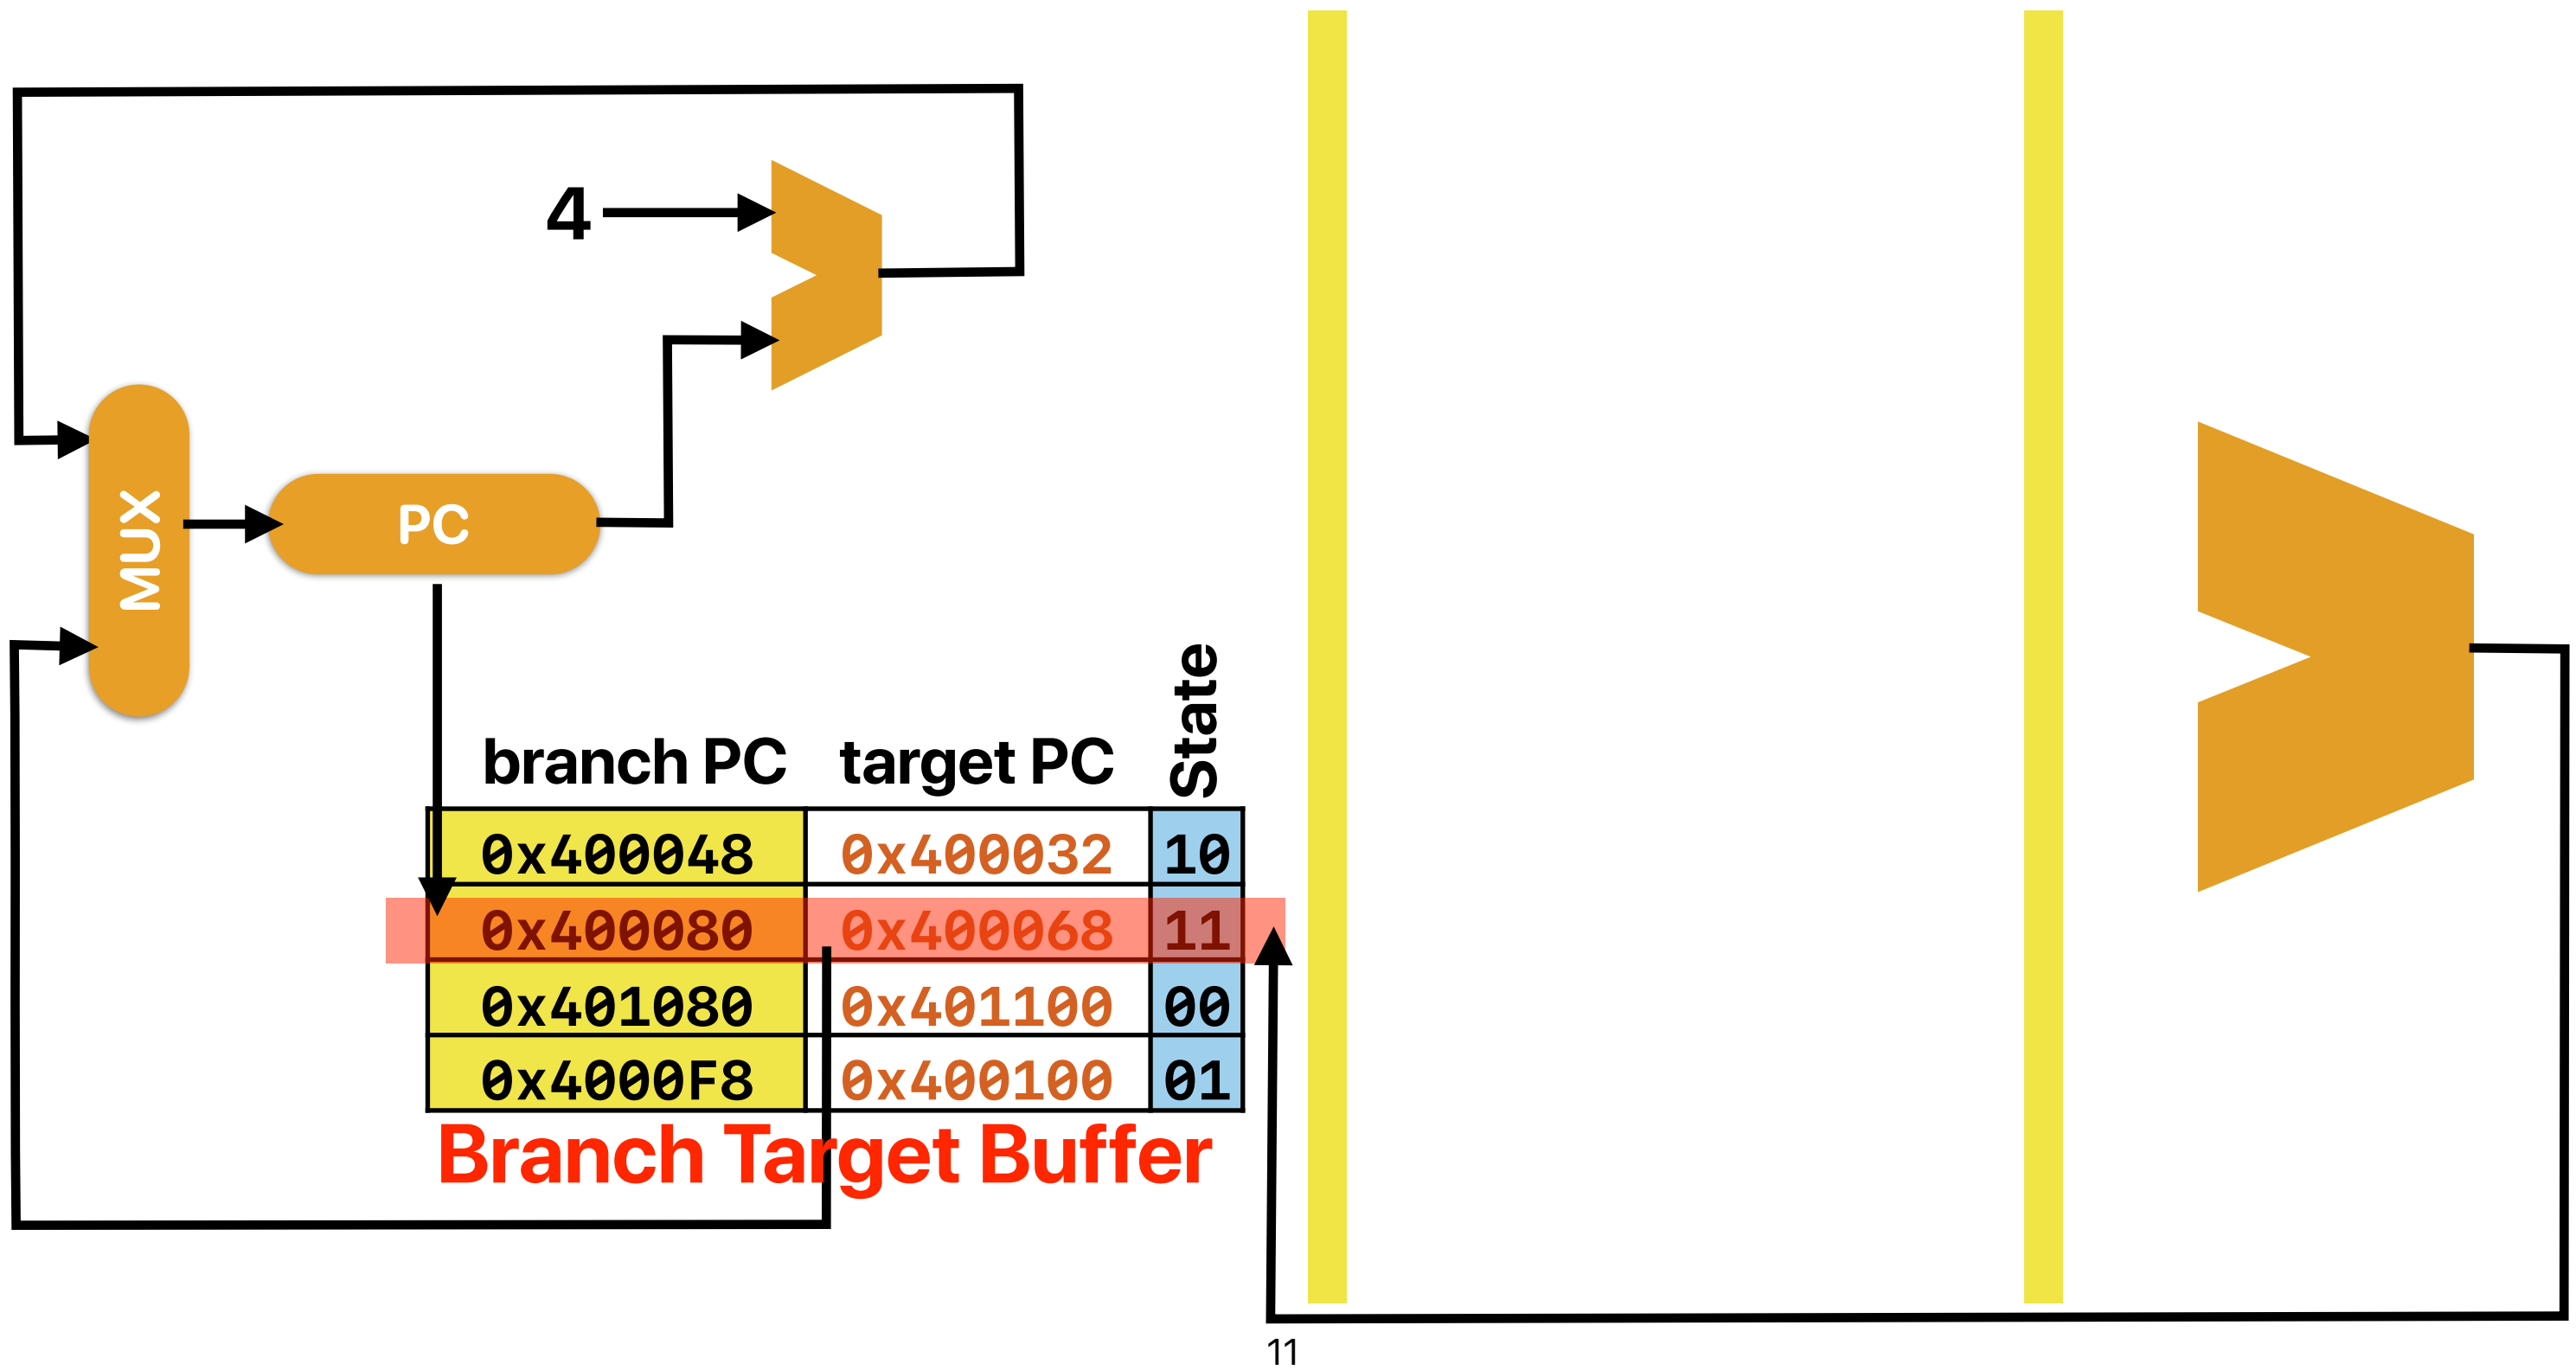 4
MUX
PC
branch PC target PC State
0x400048 0x400032 10
0x400080 0x400068 11
0x401080 0x401100 00
0x4000F8 0x400100 01
Branch Target Buffer
11